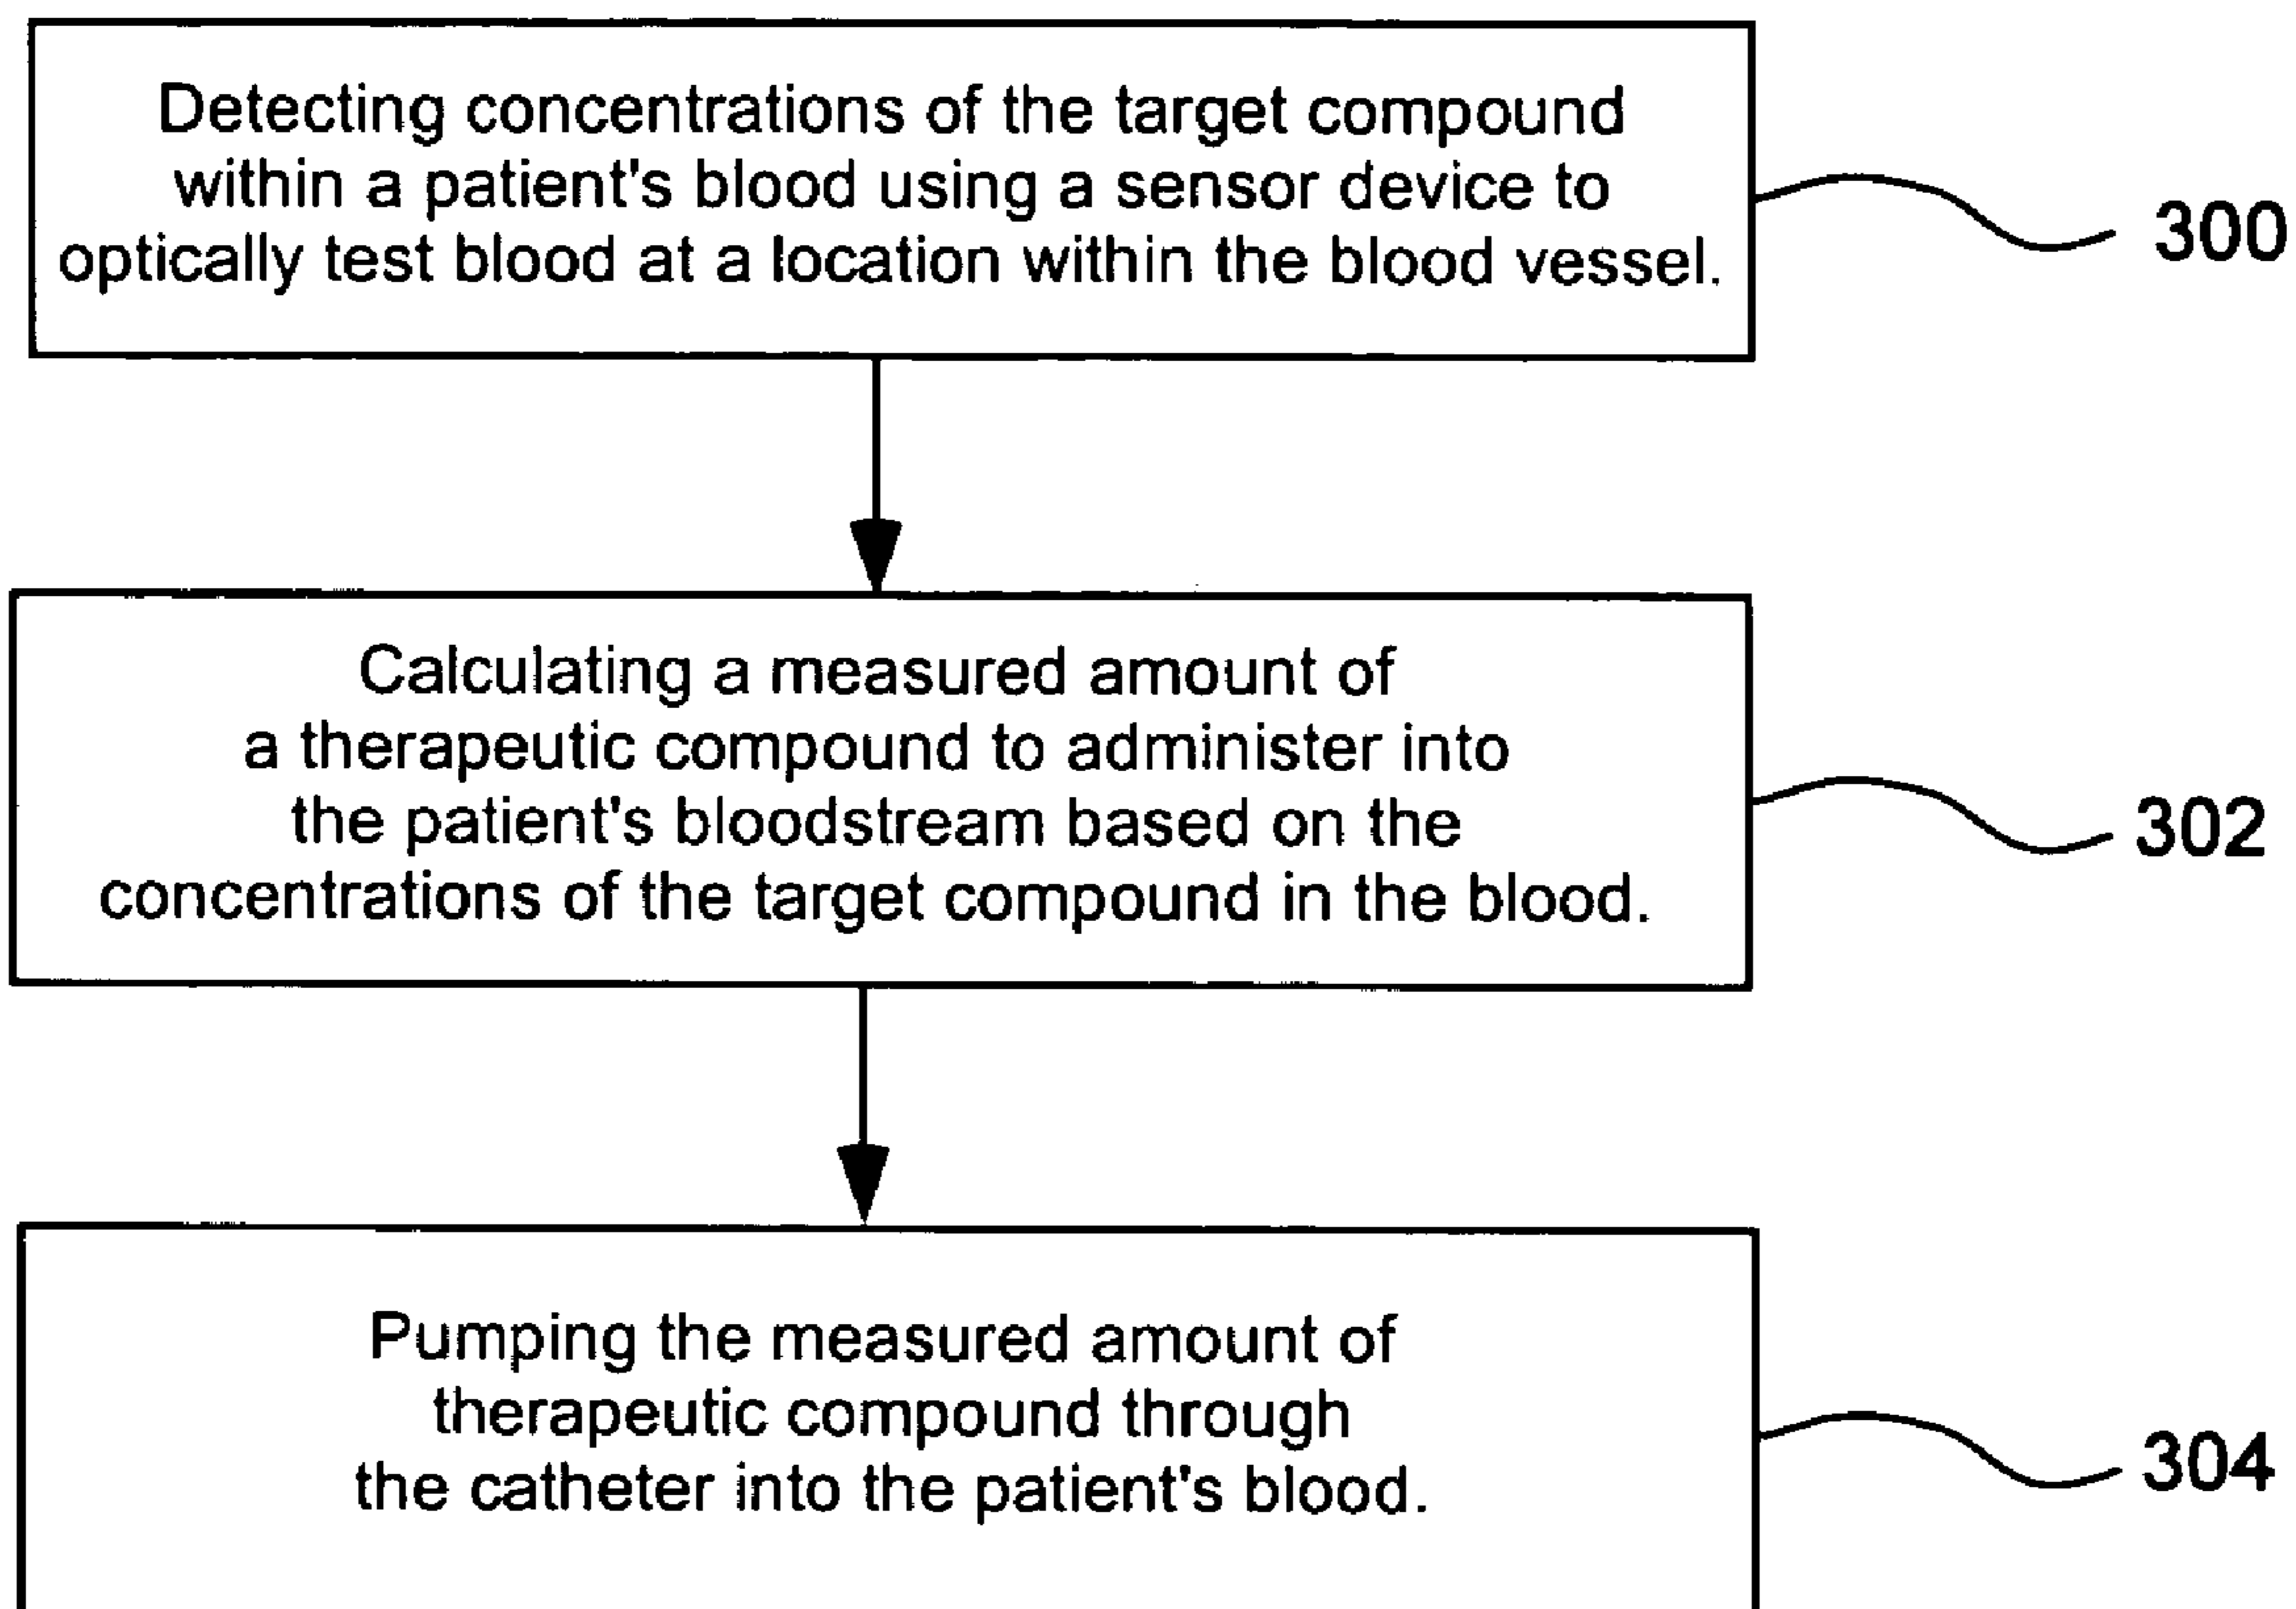 Detecting concentrations of the target compound
within a patient's blood using a sensor device to
optically test blood at a location within the blood vessel.
300
Calculating a measured amount of
a therapeutic compound to administer into
the patient's bloodstream based on the
concentrations of the target compound in the blood.
302
Pumping the measured amount of
therapeutic compound through
the catheter into the patient's blood.
304